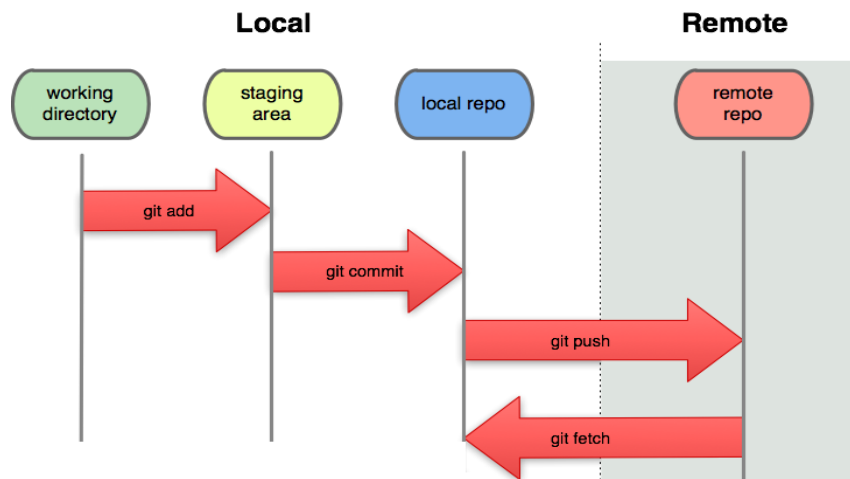 Local
Remote
working
directory
staging
area
local repo
remote
repo
git add
git commit
git push
git fetch